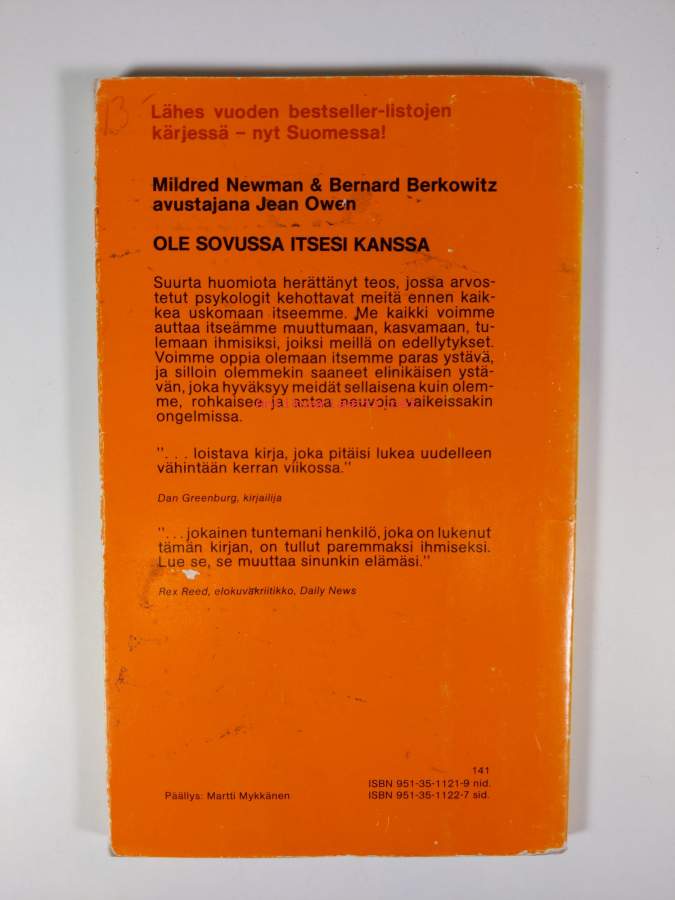 13-
Lähes vuoden bestseller-listojen
kärjessä – nyt Suomessa!
Mildred Newman & Bernard Berkowitz
avustajana Jean Owen
OLE SOVUSSA ITSESI KANSSA
Suurta huomiota herättänyt teos, jossa arvos-
tetut psykologit kehottavat meitä ennen kaik-
kea uskomaan itseemme. Me kaikki voimme
auttaa itseämme muuttumaan, kasvamaan, tu-
lemaan ihmisiksi, joiksi meillä on edellytykset.
Voimme oppia olemaan itsemme paras ystävä,
ja silloin olemmekin saaneet elinikäisen ystä-
vän, joka hyväksyy meidät sellaisena kuin olem-
me, rohkaisee ja antaa neuvoja vaikeissakin
ongelmissa.
". . . loistava kirja, joka pitäisi lukea uudelleen
vähintään kerran viikossa."
Dan Greenburg, kirjailija
". . . jokainen tuntemani henkilö, joka on lukenut
tämän kirjan, on tullut paremmaksi ihmiseksi.
Lue se, se muuttaa sinunkin elämäsi."
Rex Reed, elokuvakriitikko, Daily News
141
ISBN 951-35-1121-9 nid.
Päällys: Martti Mykkänen ISBN 951-35-1122-7 sid.